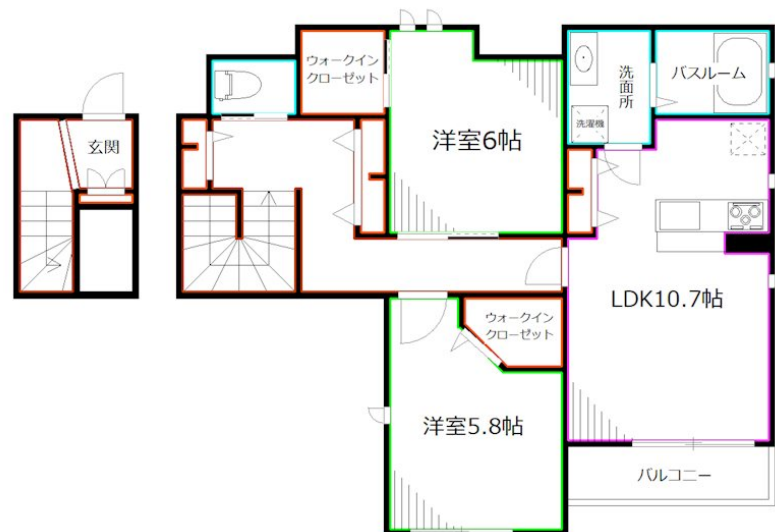 ウォークイン
クローゼット
洗面所
バスルーム
洗濯機
玄関
洋室6帖
LDK10.7帖
ウォークイン
クローゼット
洋室5.8帖
バルコニー